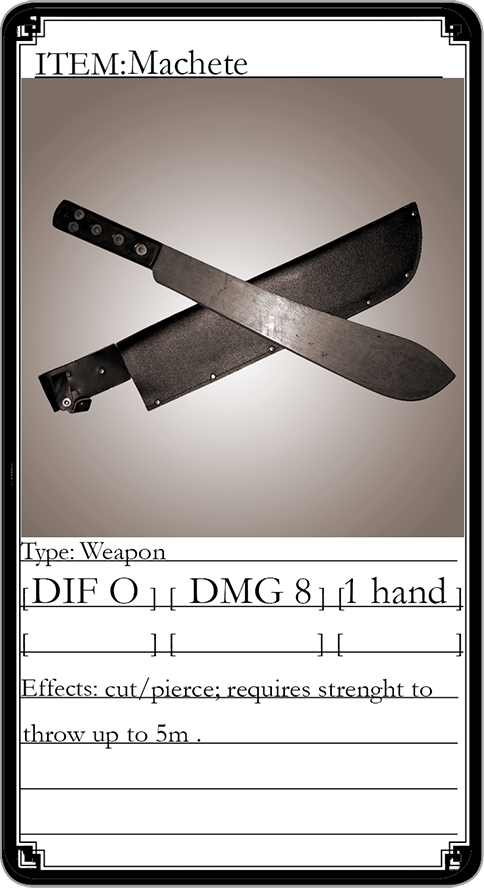 ITEM:Machete
Type: Weapon
[DIF O ] [ DMG 8] [1 hand ]
[ ] [ ] [ ]
Effects: cut/pierce; requires strenght to
throw up to 5m .